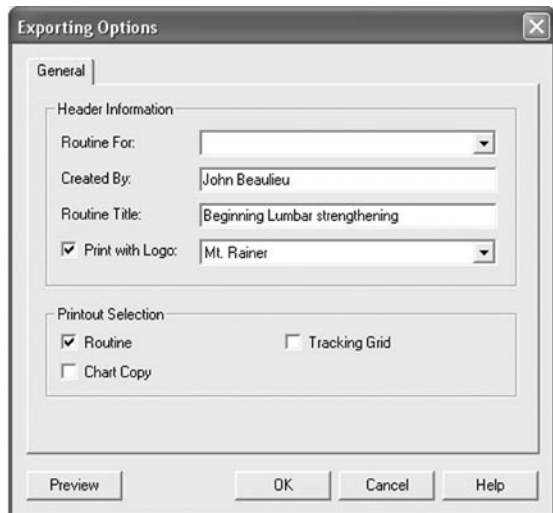 Exporting Options
General
Header Information
Routine For:
Created By: John Beaulieu
Routine Title: Beginning Lumbar strengthening
Print with Logo: Mt. Rainer
Printout Selection
Routine Tracking Grid
Chart Copy
Preview OK Cancel Help